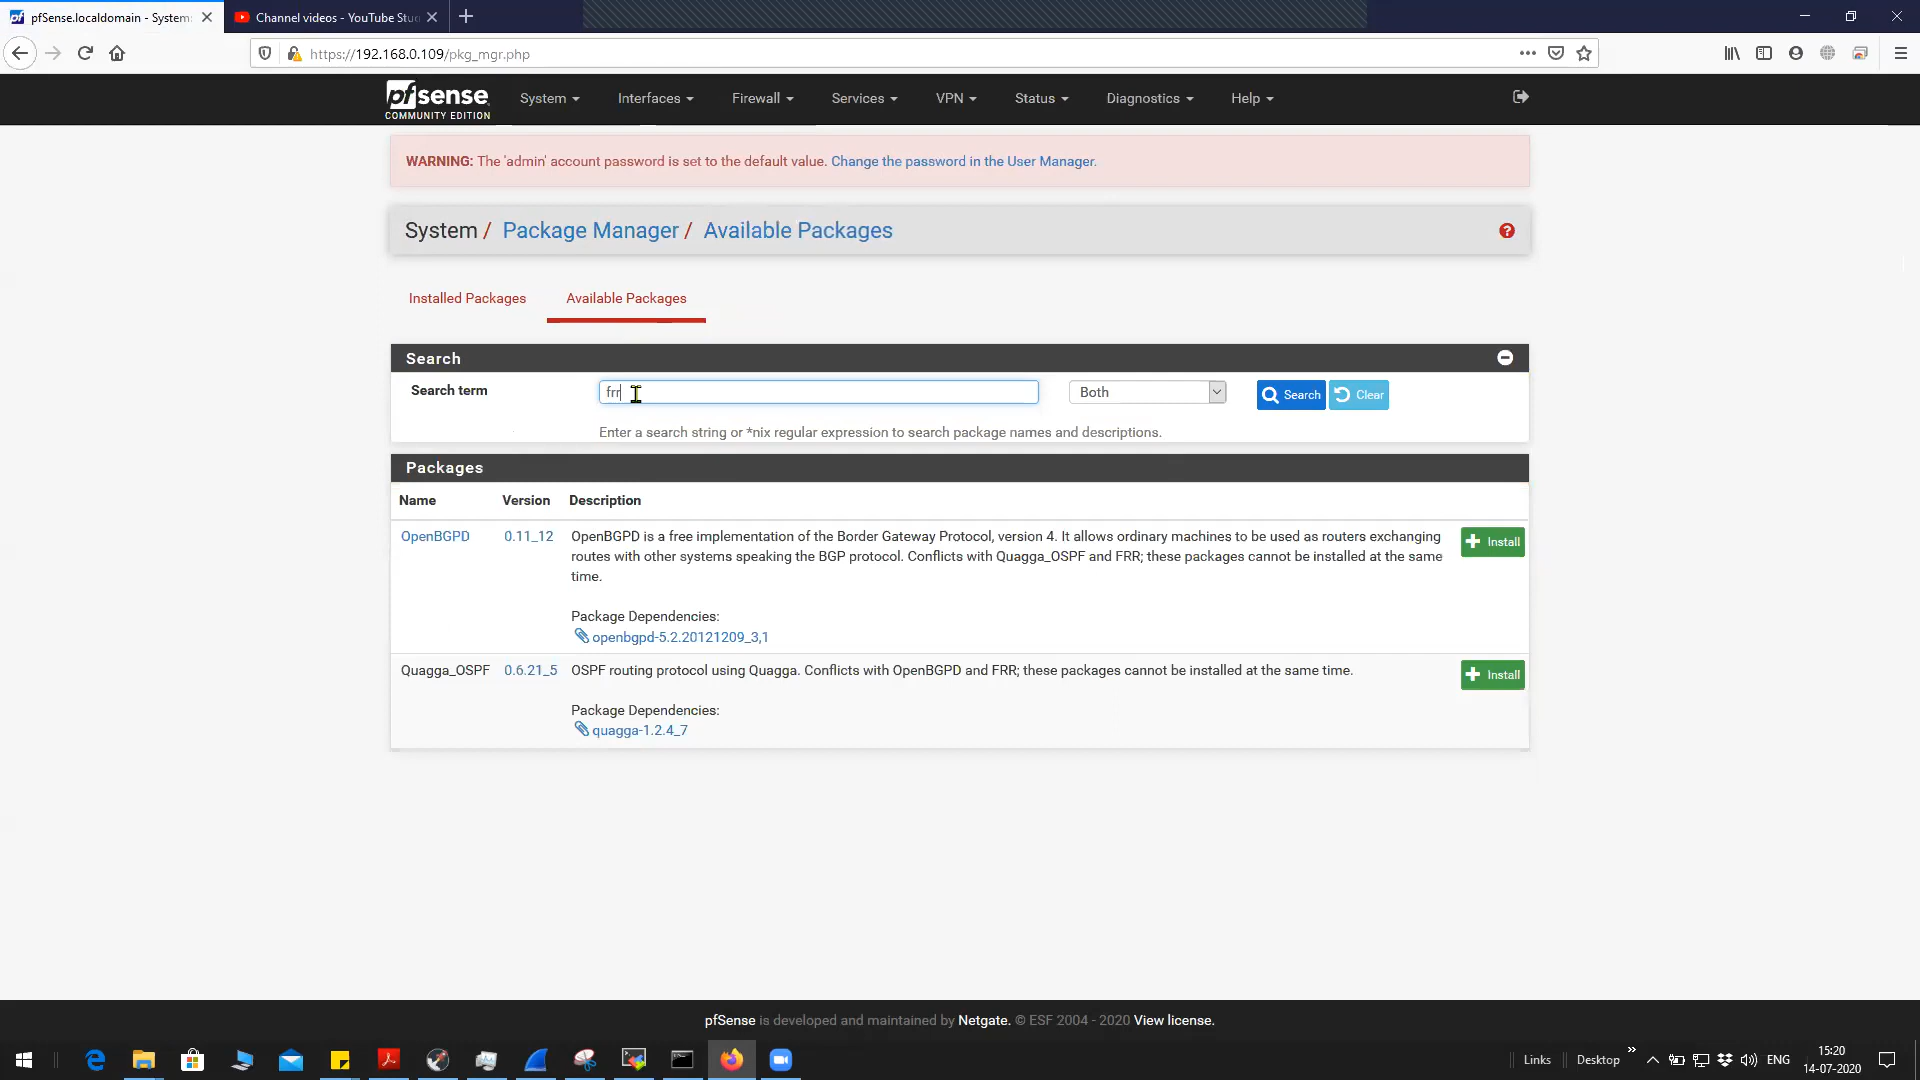 pfSense.localdomain - System:
Channel videos - YouTube Stu
https://192.168.0.109/pkg_mgr.php
pfsense
COMMUNITY EDITION
System
Interfaces
Firewall
Services
VPN
Status
Diagnostics
Help
WARNING: The 'admin' account password is set to the default value. Change the password in the User Manager.
System / Package Manager / Available Packages
Installed Packages
Available Packages
Search
Search term
frr
Both
Search
Clear
Enter a search string or *nix regular expression to search package names and descriptions.
Packages
Name Version Description
OpenBGPD 0.11_12 OpenBGPD is a free implementation of the Border Gateway Protocol, version 4. It allows ordinary machines to be used as routers exchanging
routes with other systems speaking the BGP protocol. Conflicts with Quagga_OSPF and FRR; these packages cannot be installed at the same
time.
Install
Package Dependencies:
openbgpd-5.2.20121209_3,1
Quagga_OSPF 0.6.21_5 OSPF routing protocol using Quagga. Conflicts with OpenBGPD and FRR; these packages cannot be installed at the same time.
Install
Package Dependencies:
quagga-1.2.4_7
pfSense is developed and maintained by Netgate. © ESF 2004 - 2020 View license.
Links
Desktop
ENG
15:20
14-07-2020